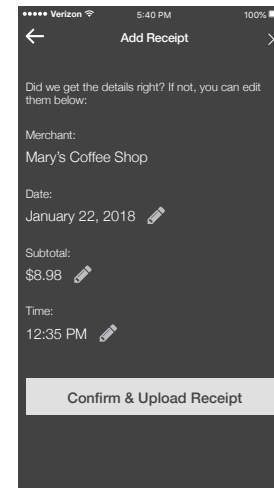 Verizon 5:40 PM 100%
Add Receipt
Did we get the details right? If not, you can edit
them below:
Merchant:
Mary's Coffee Shop
Date:
January 22, 2018
Subtotal:
$8.98
Time:
12:35 PM
Confirm & Upload Receipt